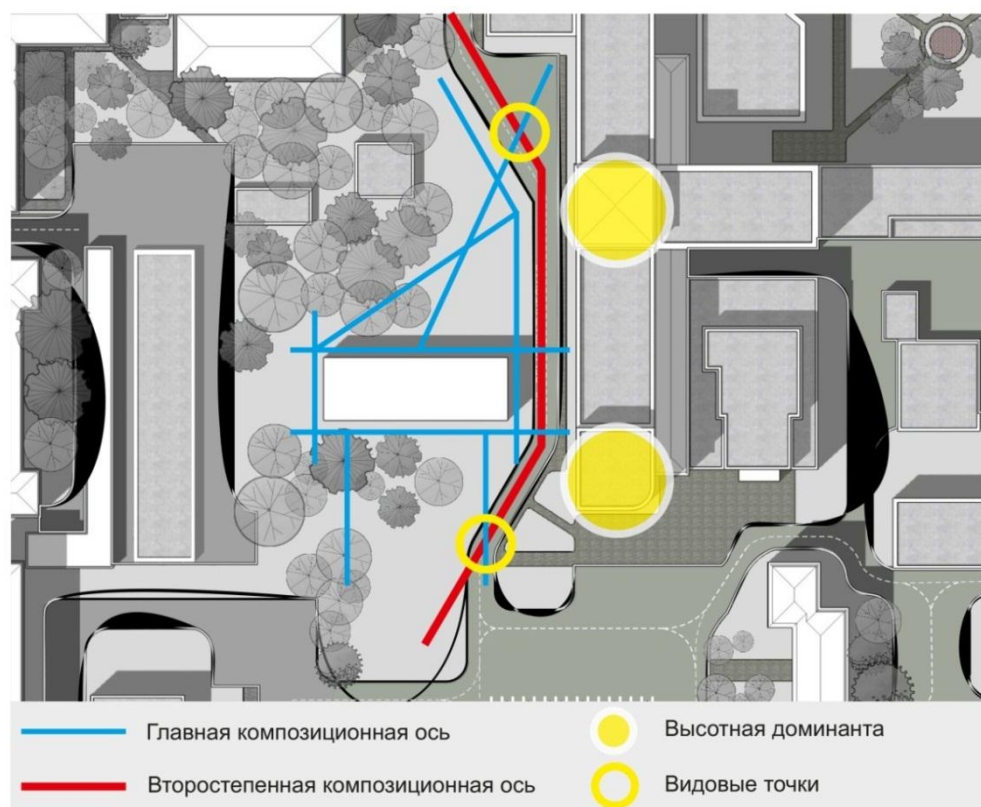 Главная композиционная ось
Высотная доминанта
Второстепенная композиционная ось
Видовые точки